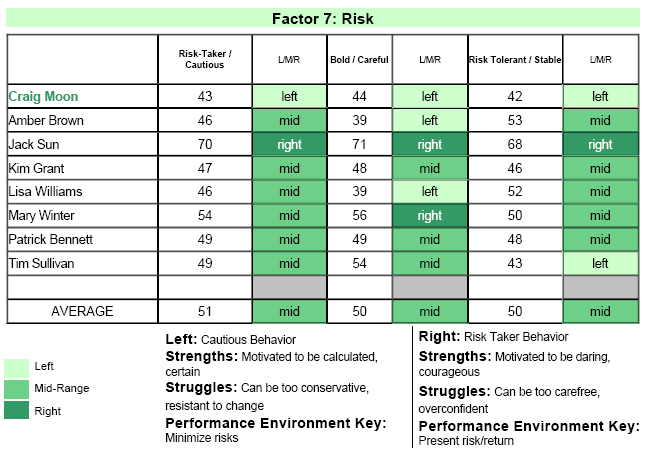 Factor 7: Risk
Risk-Taker / Cautious L/M/R Bold / Careful L/M/R Risk Tolerant / Stable L/M/R
Craig Moon 43 left 44 left 42 left
Amber Brown 46 mid 39 left 53 mid
Jack Sun 70 right 71 right 68 right
Kim Grant 47 mid 48 mid 46 mid
Lisa Williams 46 mid 39 left 52 mid
Mary Winter 54 mid 56 right 50 mid
Patrick Bennett 49 mid 49 mid 48 mid
Tim Sullivan 49 mid 54 mid 43 left
AVERAGE 51 mid 50 mid 50 mid
Left
Mid-Range
Right
Left: Cautious Behavior
Strengths: Motivated to be calculated,
certain
Struggles: Can be too conservative,
resistant to change
Performance Environment Key:
Minimize risks
Right: Risk Taker Behavior
Strengths: Motivated to be daring,
courageous
Struggles: Can be too carefree,
overconfident
Performance Environment Key:
Present risk/return